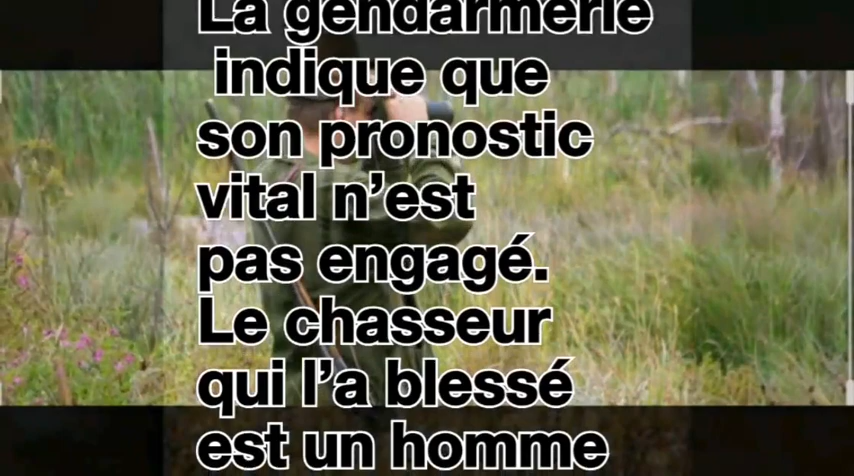 La gendarmerie
indique que
son pronostic
vital n’est
pas engagé.
Le chasseur
qui l’a blessé
est un homme